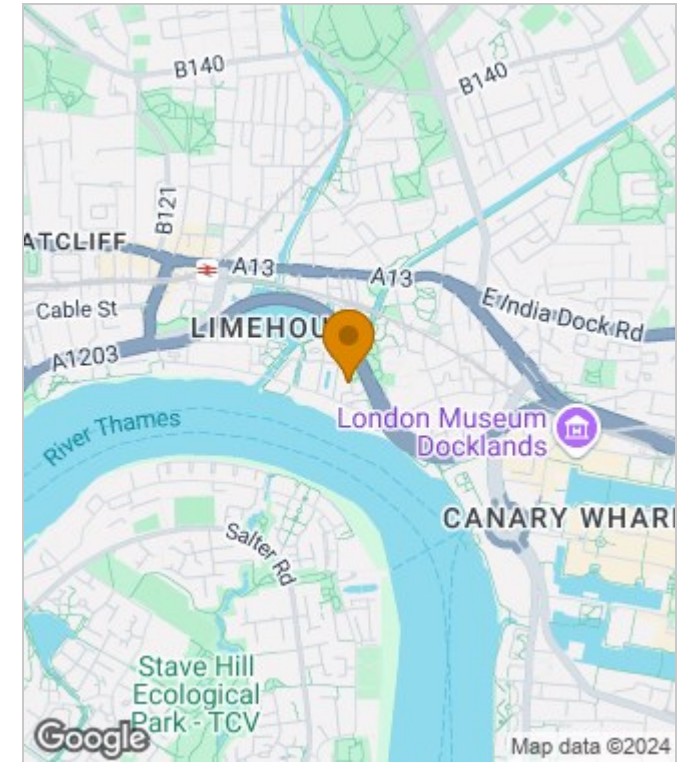 B140
B140
B121
ATCLIFF
A13
A13
Cable St
E India Dock Rd
LIMEHOU
A1203
River Thames
London Museum
Docklands
CANARY WHAR
Salter Rd
Stave Hill
Ecological
Park - TCV
Google
Map data ©2024